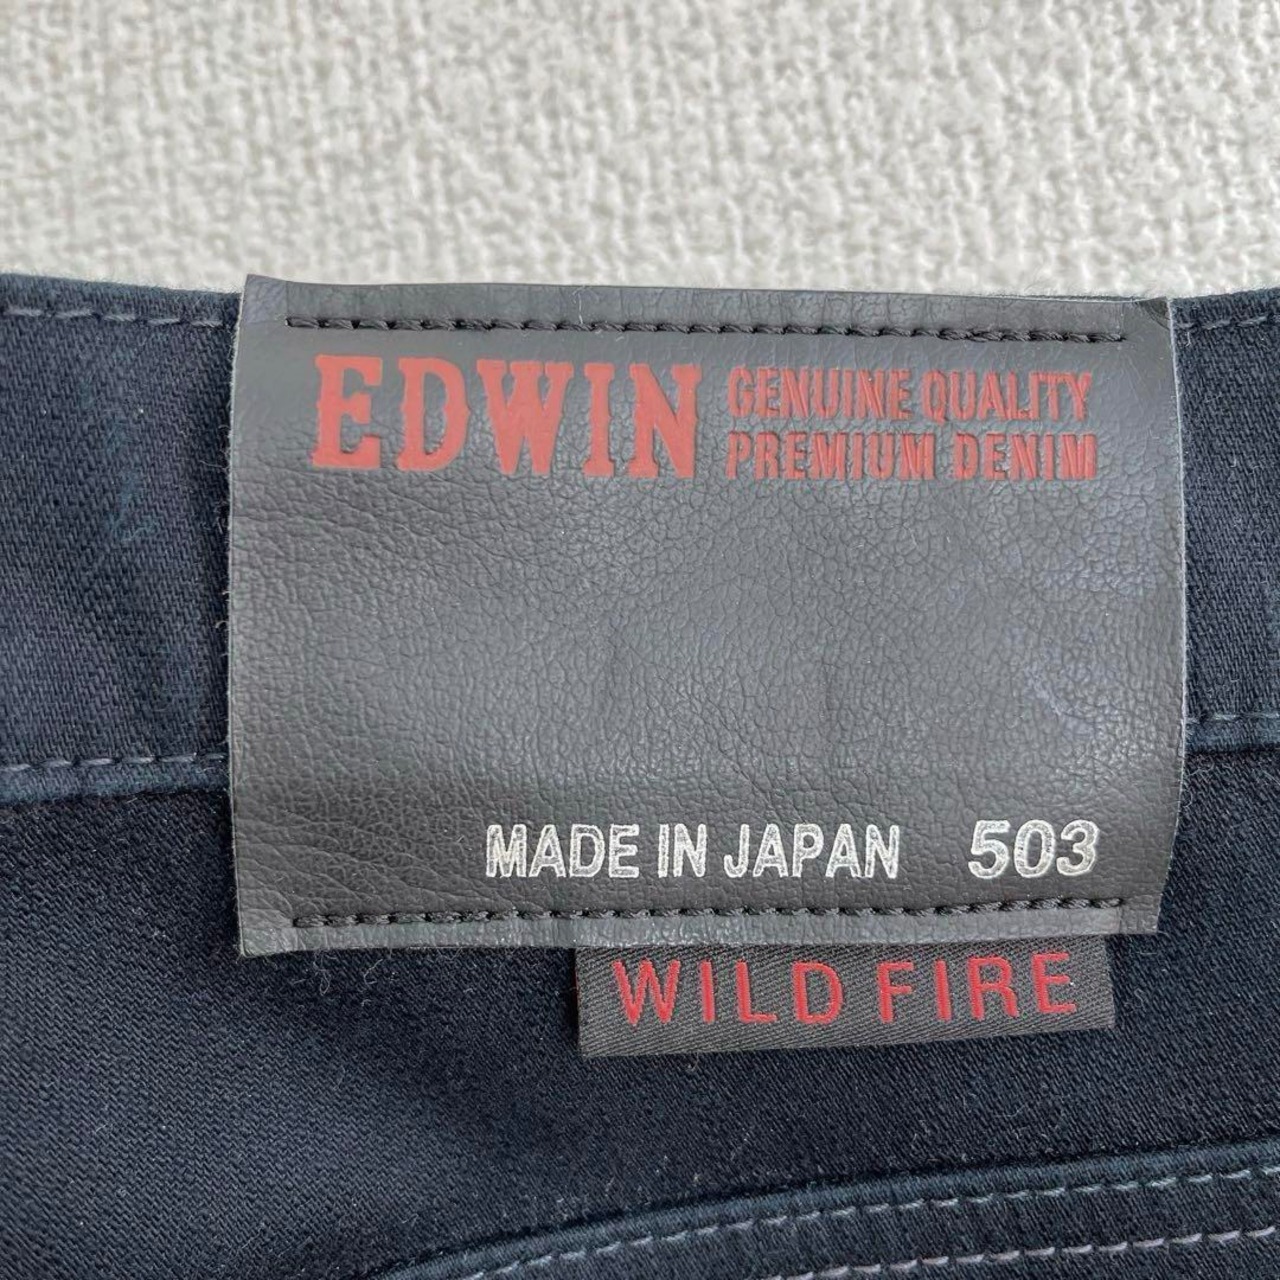 EDWIN
GENUINE QUALITY
PREMIUM DENIM
MADE IN JAPAN 503
WILD FIRE